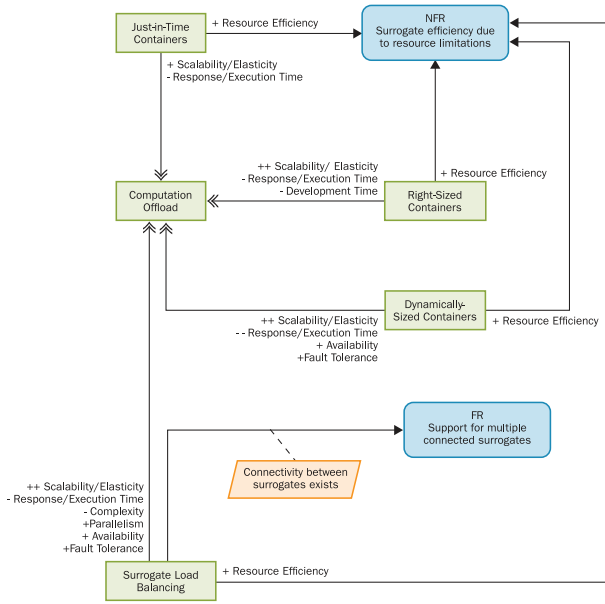 Just-in-Time
Containers
+ Resource Efficiency
NFR
Surrogate efficiency due
to resource limitations
+ Scalability/Elasticity
- Response/Execution Time
++ Scalability/ Elasticity
- Response/Execution Time
- Development Time
+ Resource Efficiency
Computation
Offload
Right-Sized
Containers
Dynamically-
Sized Containers
++ Scalability/Elasticity
-- Response/Execution Time
+ Availability
+Fault Tolerance
+ Resource Efficiency
FR
Support for multiple
connected surrogates
Connectivity between
surrogates exists
++ Scalability/Elasticity
- Response/Execution Time
- Complexity
+Parallelism
+ Availability
+Fault Tolerance
Surrogate Load
Balancing
+ Resource Efficiency